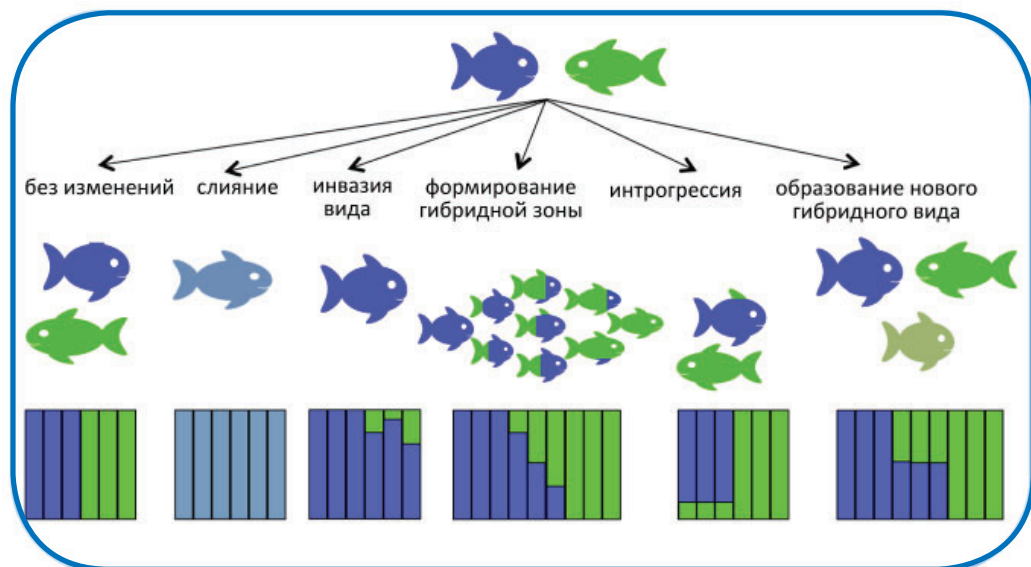 без изменений
слияние
инвазия
вида
формирование
гибридной зоны
интрогрессия
образование нового
гибридного вида